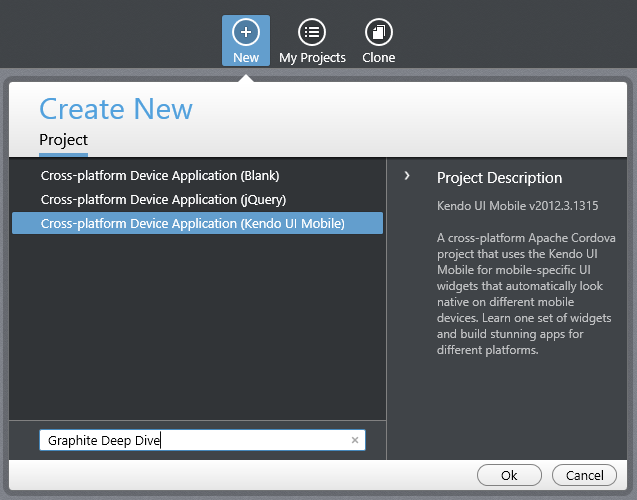 New
My Projects
Clone
Create New
Project
Cross-platform Device Application (Blank)
Cross-platform Device Application (jQuery)
Cross-platform Device Application (Kendo UI Mobile)
Project Description
Kendo UI Mobile v2012.3.1315
A cross-platform Apache Cordova
project that uses the Kendo UI
Mobile for mobile-specific UI
widgets that automatically look
native on different mobile
devices. Learn one set of widgets
and build stunning apps for
different platforms.
Graphite Deep Dive
Ok
Cancel